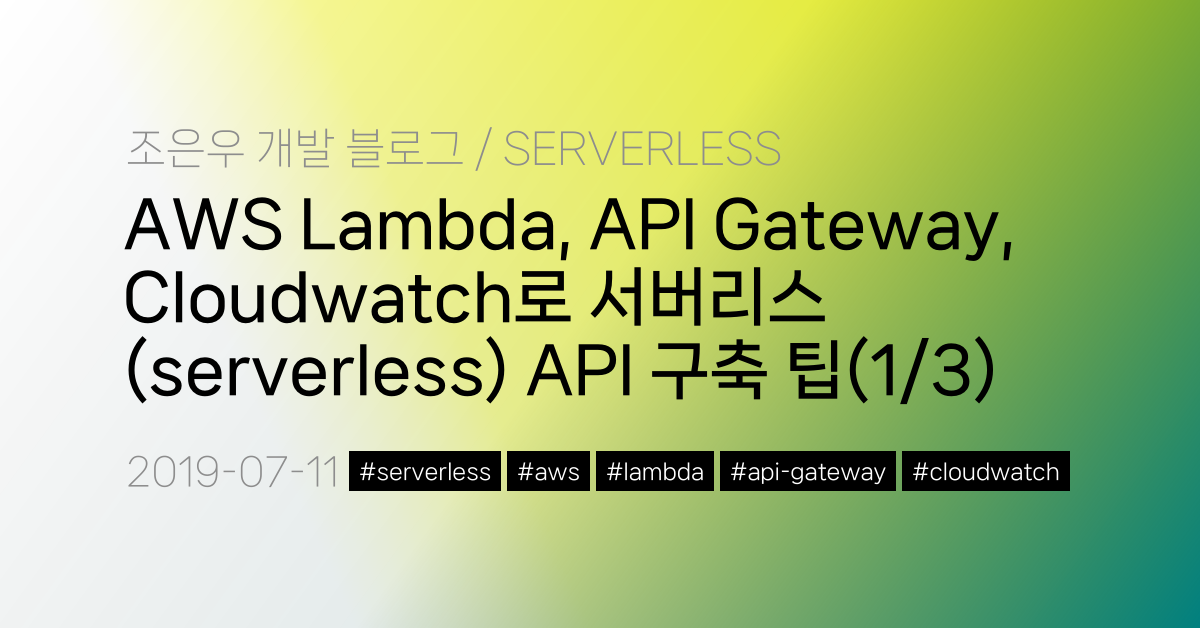 조은우 개발 블로그 / SERVERLESS
AWS Lambda, API Gateway,
Cloudwatch로 서버리스
(serverless) API 구축 팁(1/3)
2019-07-11 #serverless #aws #lambda #api-gateway #cloudwatch